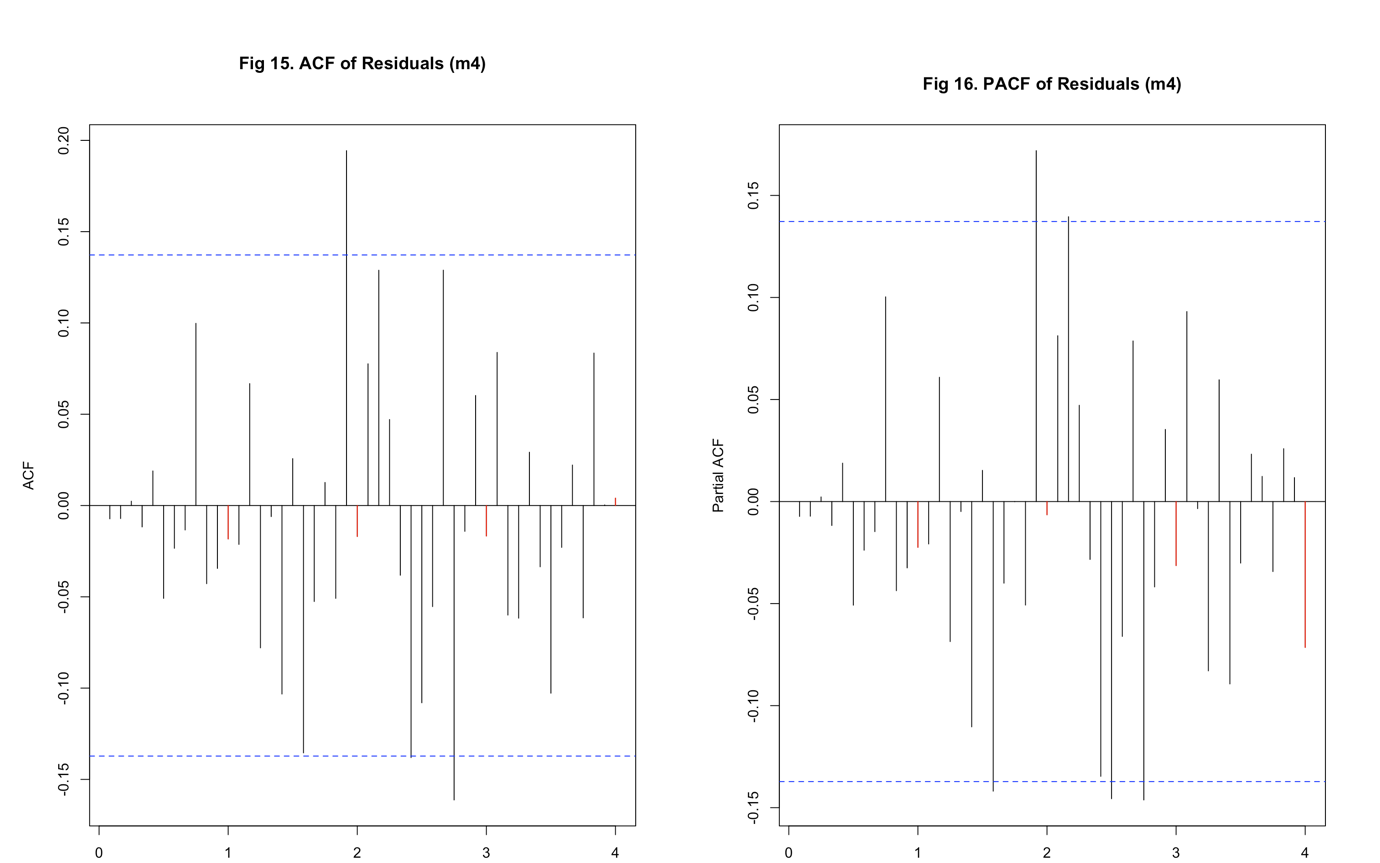 Fig 15. ACF of Residuals (m4)
ACF
0.20
0.15
0.10
0.05
0.00
-0.05
-0.10
-0.15
0 1 2 3 4
Fig 16. PACF of Residuals (m4)
Partial ACF
0.15
0.10
0.05
0.00
-0.05
-0.10
-0.15
0 1 2 3 4